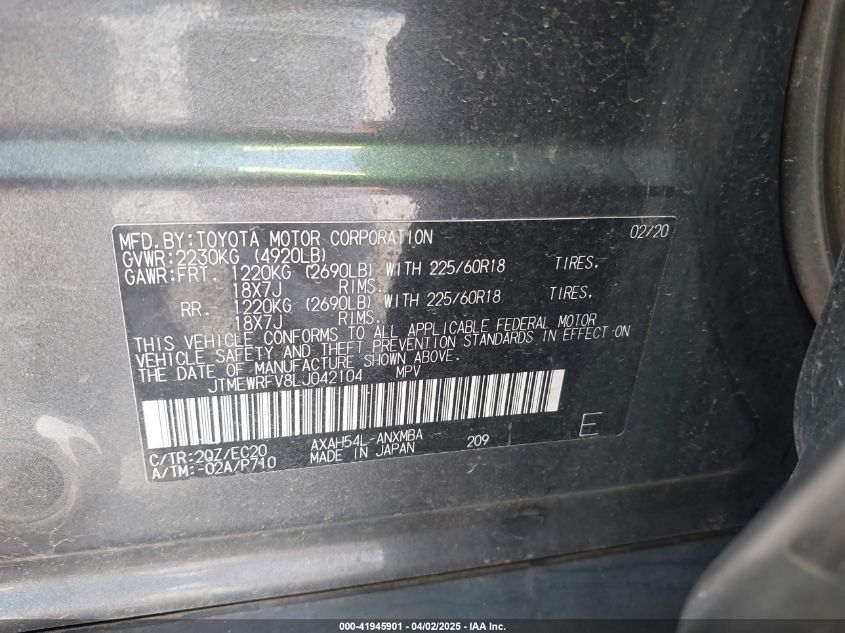 MFD.BY:TOYOTA MOTOR CORPORATION 02/20
GVWR:2230KG (4920LB)
GAWR:FRT. 1220KG (2690LB) WITH 225/60R18 TIRES,
18X7J RIMS,
RR. 1220KG (2690LB) WITH 225/60R18 TIRES,
18X7J RIMS,
THIS VEHICLE CONFORMS TO ALL APPLICABLE FEDERAL MOTOR
VEHICLE SAFETY AND THEFT PREVENTION STANDARDS IN EFFECT ON
THE DATE OF MANUFACTURE SHOWN ABOVE.
JTMEWRFV8LJ042104 MPV
C/TR:2QZ/EC20 AXAH54L-ANXMBA 209 E
A/TM:-02A/P710 MADE IN JAPAN
000-41945901 - 04/02/2025 - IAA Inc.